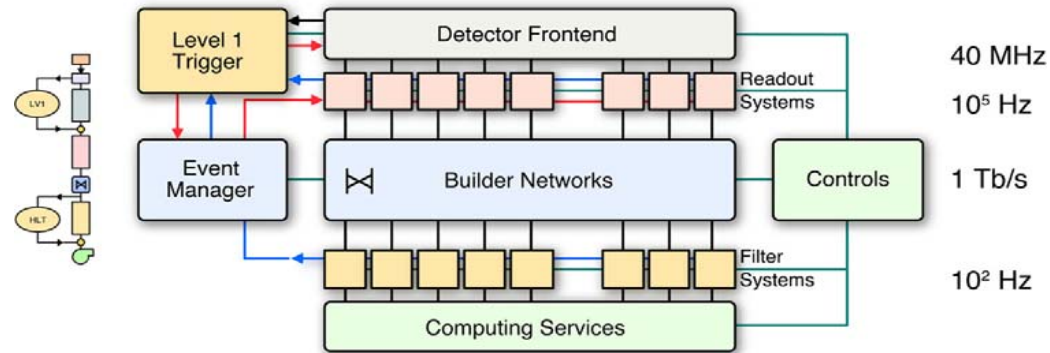 Level 1
Trigger
Detector Frontend
40 MHz
Readout
Systems
10⁵ Hz
LV1
Event
Manager
Builder Networks
Controls
1 Tb/s
HLT
Filter
Systems
10² Hz
Computing Services